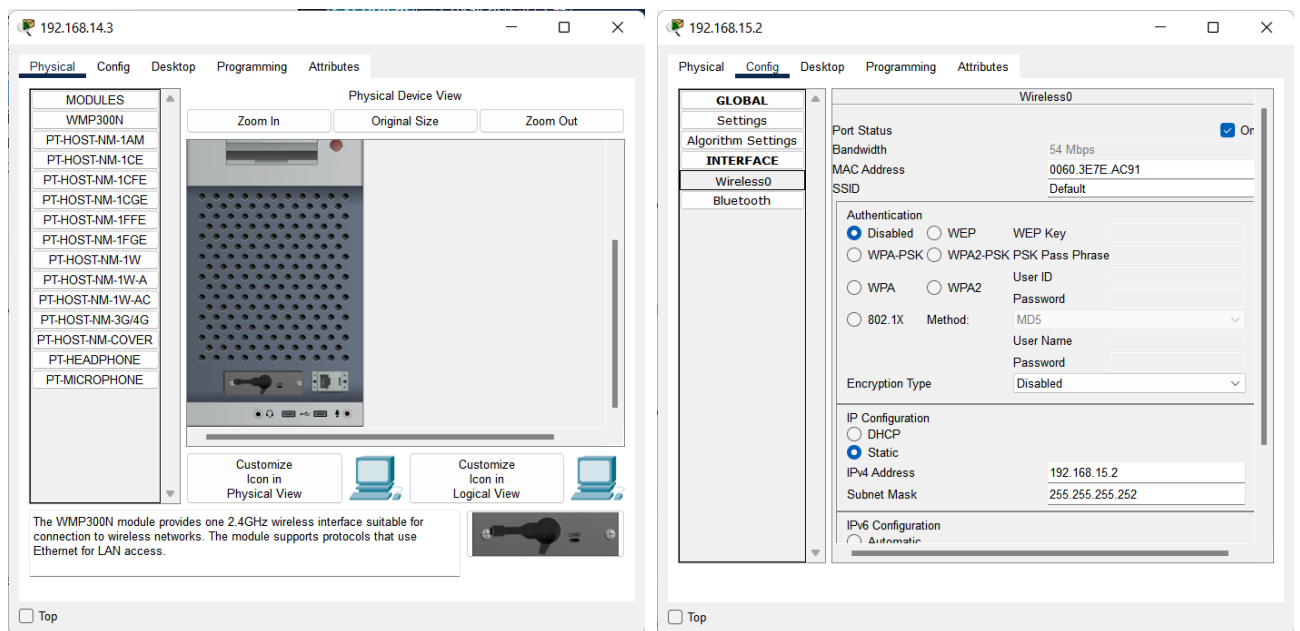 192.168.14.3
Physical Config Desktop Programming Attributes
MODULES
WMP300N
PT-HOST-NM-1AM
PT-HOST-NM-1CE
PT-HOST-NM-1CFE
PT-HOST-NM-1CGE
PT-HOST-NM-1FFE
PT-HOST-NM-1FGE
PT-HOST-NM-1W
PT-HOST-NM-1W-A
PT-HOST-NM-1W-AC
PT-HOST-NM-3G/4G
PT-HOST-NM-COVER
PT-HEADPHONE
PT-MICROPHONE
Physical Device View
Zoom In Original Size Zoom Out
Customize
Icon in
Physical View
Customize
Icon in
Logical View
The WMP300N module provides one 2.4GHz wireless interface suitable for
connection to wireless networks. The module supports protocols that use
Ethernet for LAN access.
Top
192.168.15.2
Physical Config Desktop Programming Attributes
GLOBAL
Settings
Algorithm Settings
INTERFACE
Wireless0
Bluetooth
Wireless0
Port Status On
Bandwidth 54 Mbps
MAC Address 0060.3E7E.AC91
SSID Default
Authentication
Disabled WEP WEP Key
WPA-PSK WPA2-PSK PSK Pass Phrase
User ID
WPA WPA2
Password
802.1X Method: MD5
User Name
Password
Encryption Type Disabled
IP Configuration
DHCP
Static
IPv4 Address 192.168.15.2
Subnet Mask 255.255.255.252
IPv6 Configuration
Automatic
Top